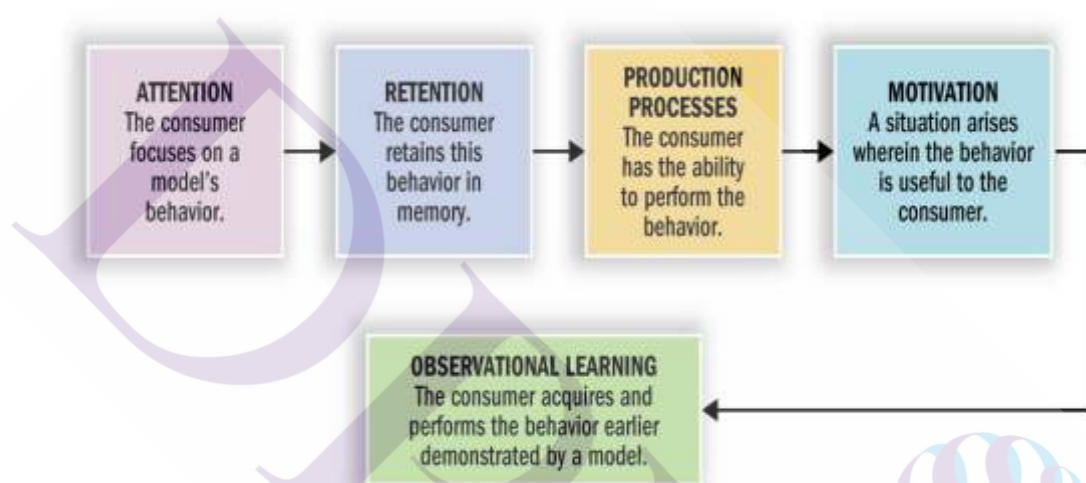 ATTENTION
The consumer
focuses on a
model's
behavior.
RETENTION
The consumer
retains this
behavior in
memory.
PRODUCTION
PROCESSES
The consumer
has the ability
to perform the
behavior.
MOTIVATION
A situation arises
wherein the behavior
is useful to the
consumer.
OBSERVATIONAL LEARNING
The consumer acquires and
performs the behavior earlier
demonstrated by a model.